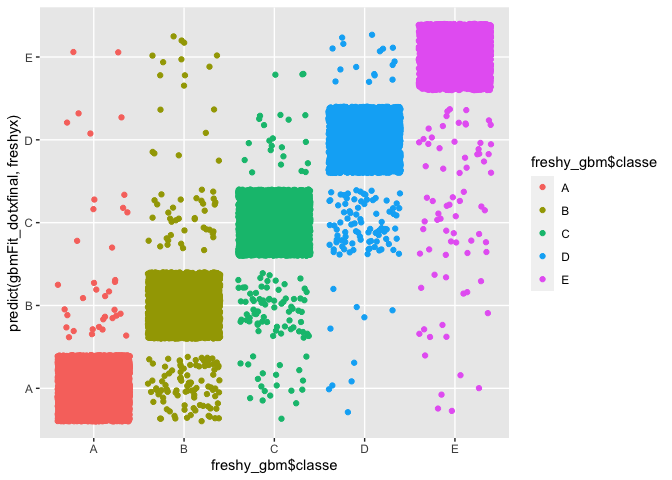 E
D
C
B
A
predict(gbmFit_dotxfinal, freshyx)
A B C D E
freshy_gbm$classe
freshy_gbm$classe
A
B
C
D
E